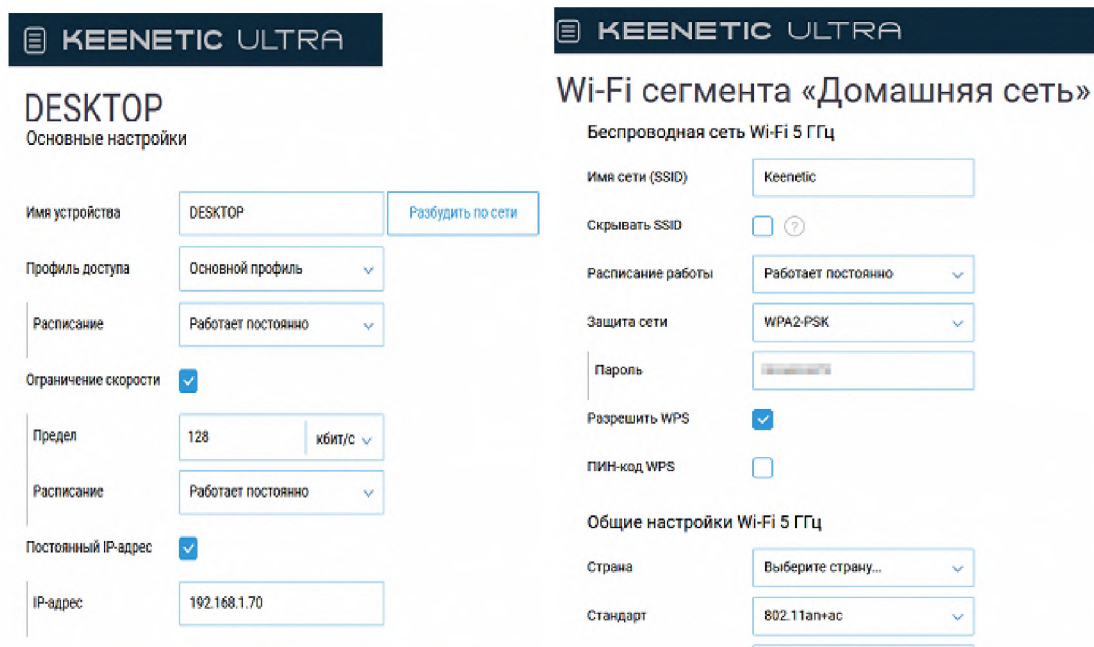 KEENETIC ULTRA
DESKTOP
Основные настройки
Имя устройства DESKTOP Разбудить по сети
Профиль доступа Основной профиль
Расписание Работает постоянно
Ограничение скорости
Предел 128 кбит/с
Расписание Работает постоянно
Постоянный IP-адрес
IP-адрес 192.168.1.70
KEENETIC ULTRA
Wi-Fi сегмента «Домашняя сеть»
Беспроводная сеть Wi-Fi 5 ГГц
Имя сети (SSID) Keenetic
Скрывать SSID ?
Расписание работы Работает постоянно
Защита сети WPA2-PSK
Пароль
Разрешить WPS
ПИН-код WPS
Общие настройки Wi-Fi 5 ГГц
Страна Выберите страну...
Стандарт 802.11an+ac